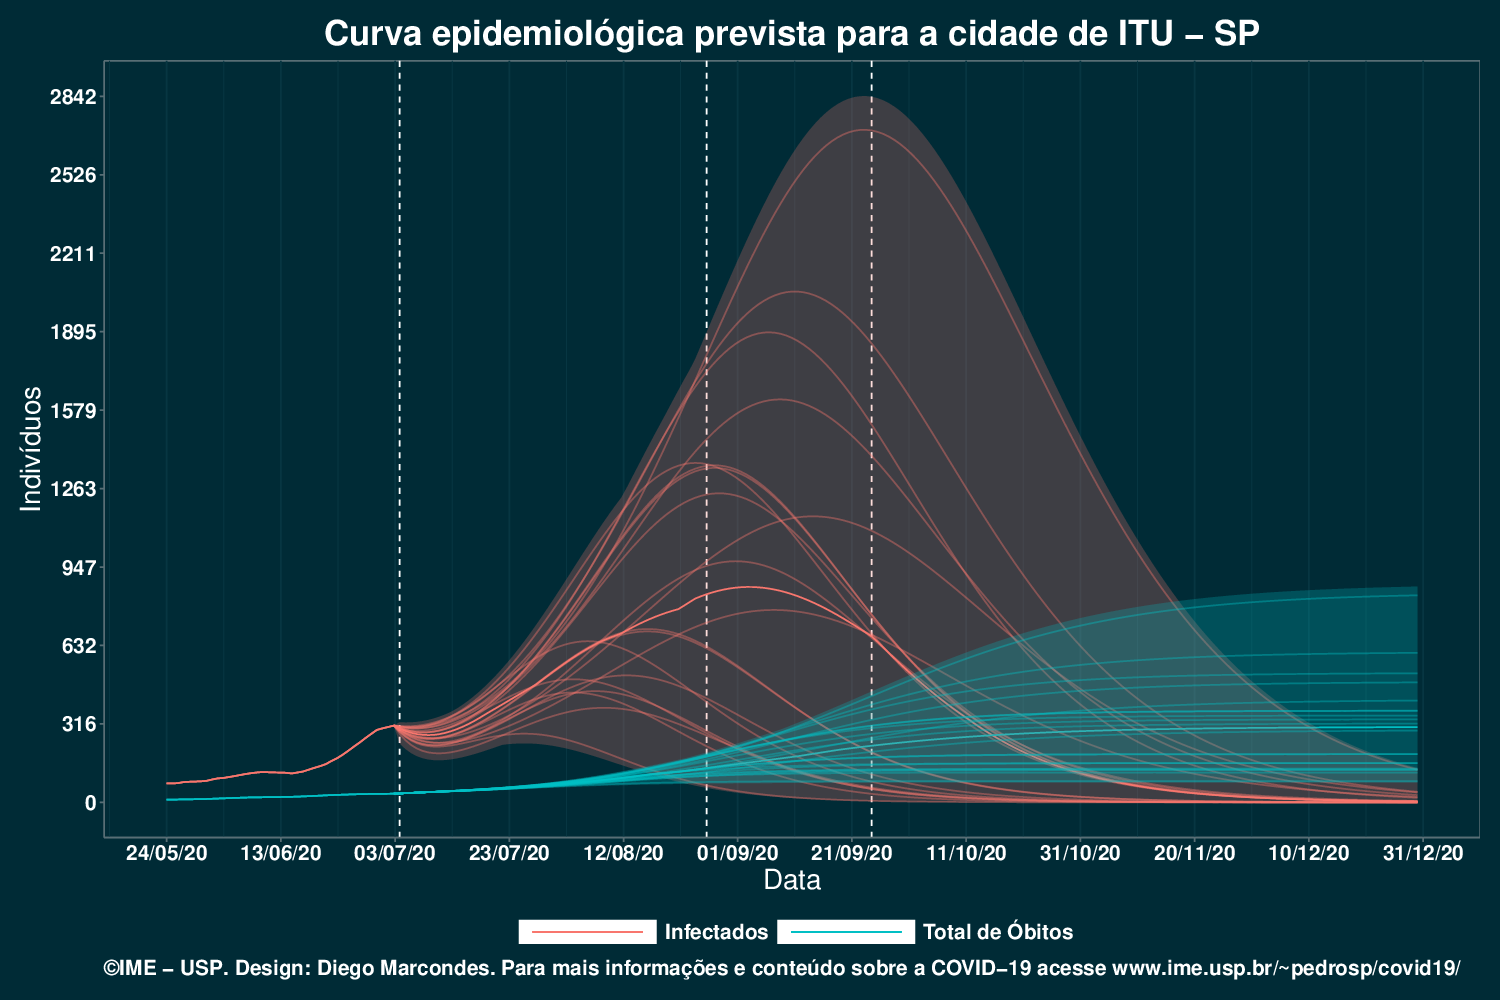 Curva epidemiológica prevista para a cidade de ITU – SP
2842
2526
2211
1895
1579
1263
947
632
316
0
Indivíduos
24/05/20 13/06/20 03/07/20 23/07/20 12/08/20 01/09/20 21/09/20 11/10/20 31/10/20 20/11/20 10/12/20 31/12/20
Data
Infectados Total de Óbitos
©IME – USP. Design: Diego Marcondes. Para mais informações e conteúdo sobre a COVID–19 acesse www.ime.usp.br/~pedrosp/covid19/